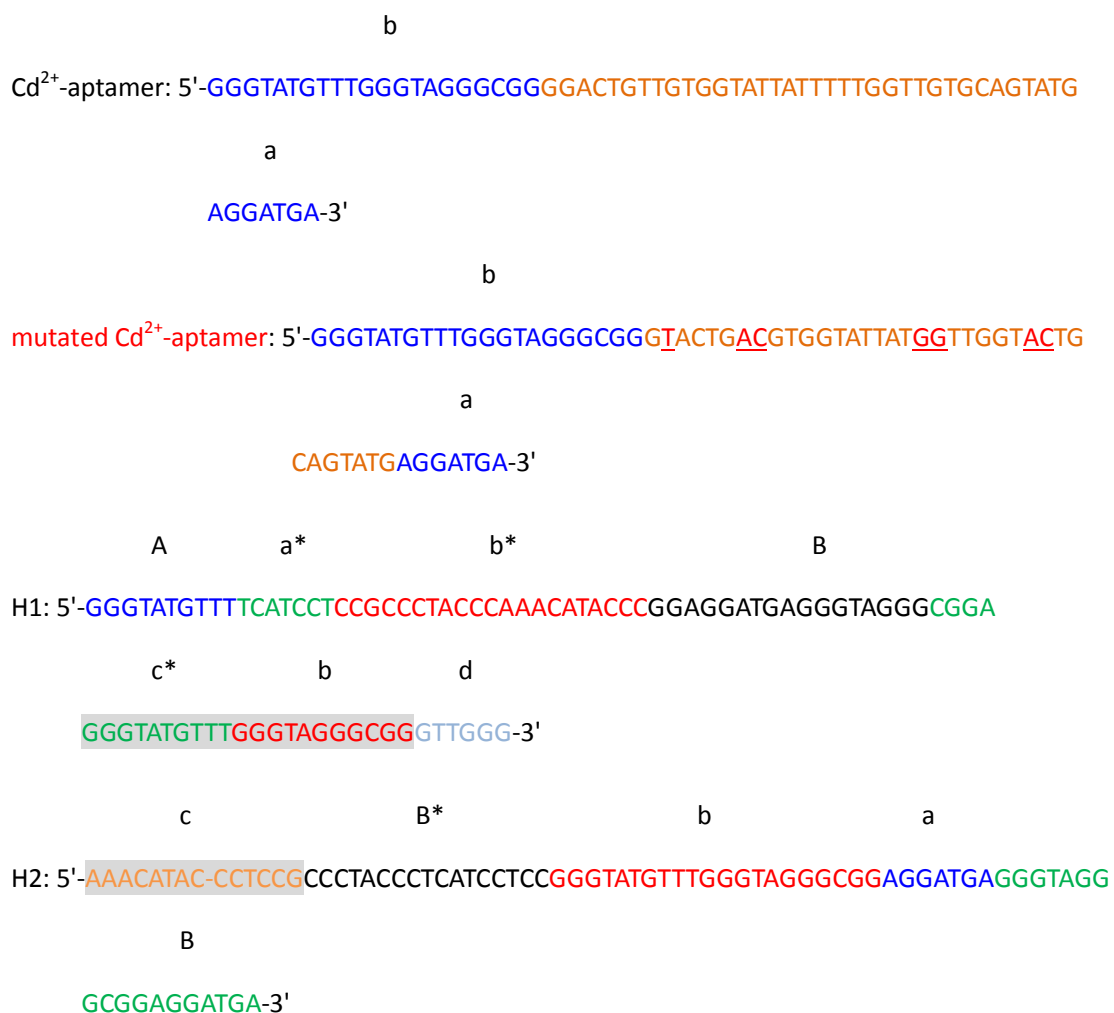 b
Cd2+-aptamer: 5'-GGGTATGTTTGGGTAGGGCGGGGACTGTTGTGGTATTATTTTTGGTTGTGCAGTATG
a
AGGATGA-3'
b
mutated Cd2+-aptamer: 5'-GGGTATGTTTGGGTAGGGCGGGTACTGACGTGGTATTATGGTTGGTACTG
a
CAGTATGAGGATGA-3'
A a* b* B
H1: 5'-GGGTATGTTTTCATCCTCCGCCCTACCCAAACATACCCGGAGGATGAGGGTAGGGCGGA
c* b d
GGGTATGTTTGGGTAGGGCGGGTTGGG-3'
c B* b a
H2: 5'-AAACATAC-CCTCCGCCCTACCCTCATCCTCCGGGTATGTTTGGGTAGGGCGGAGGATGAGGGTAGG
B
GCGGAGGATGA-3'